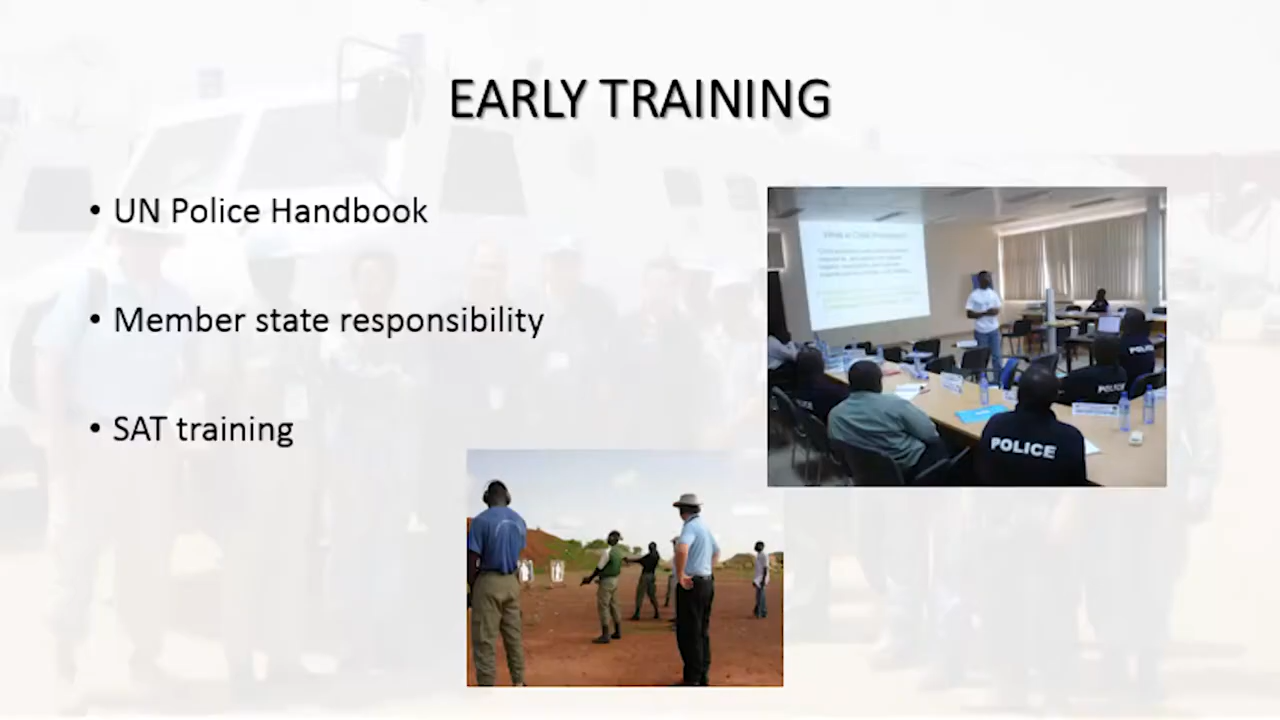 EARLY TRAINING
• UN Police Handbook
• Member state responsibility
• SAT training
POLICE
POLICE